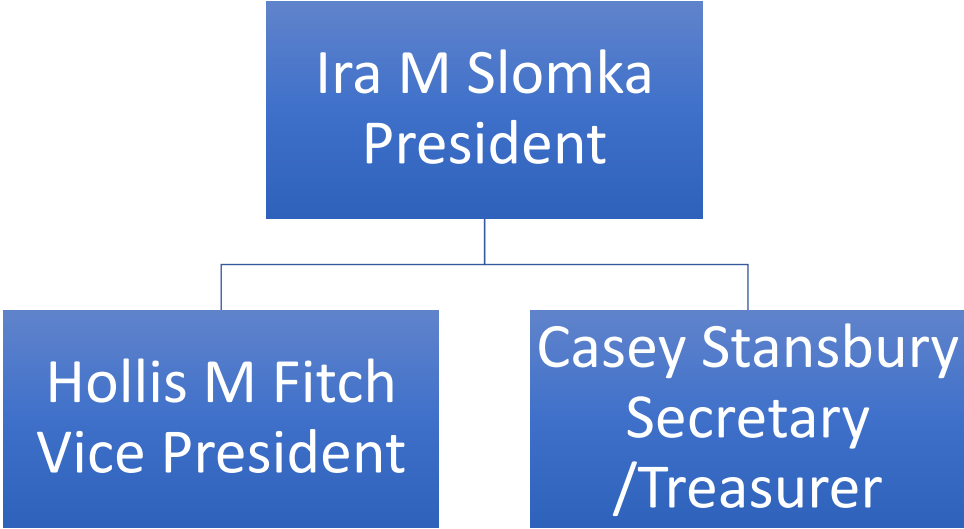 Ira M Slomka
President
Hollis M Fitch
Vice President
Casey Stansbury
Secretary
/Treasurer